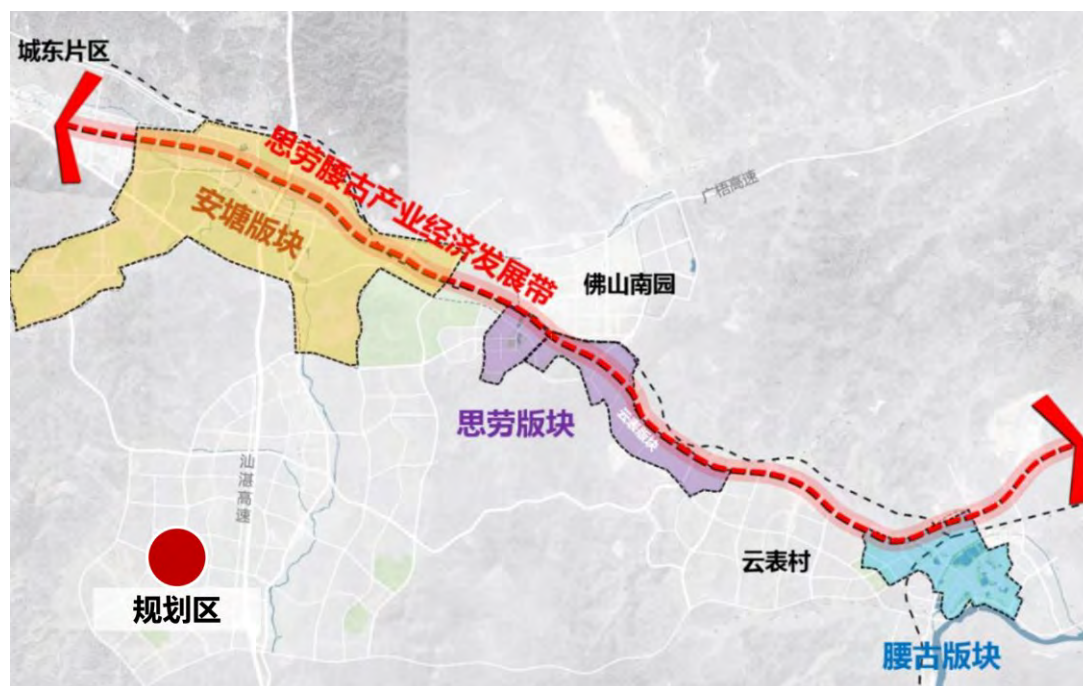 城东片区
思劳腰古产业经济发展带
广梧高速
安塘版块
佛山南园
思劳版块
云表版块
汕湛高速
云表村
规划区
腰古版块